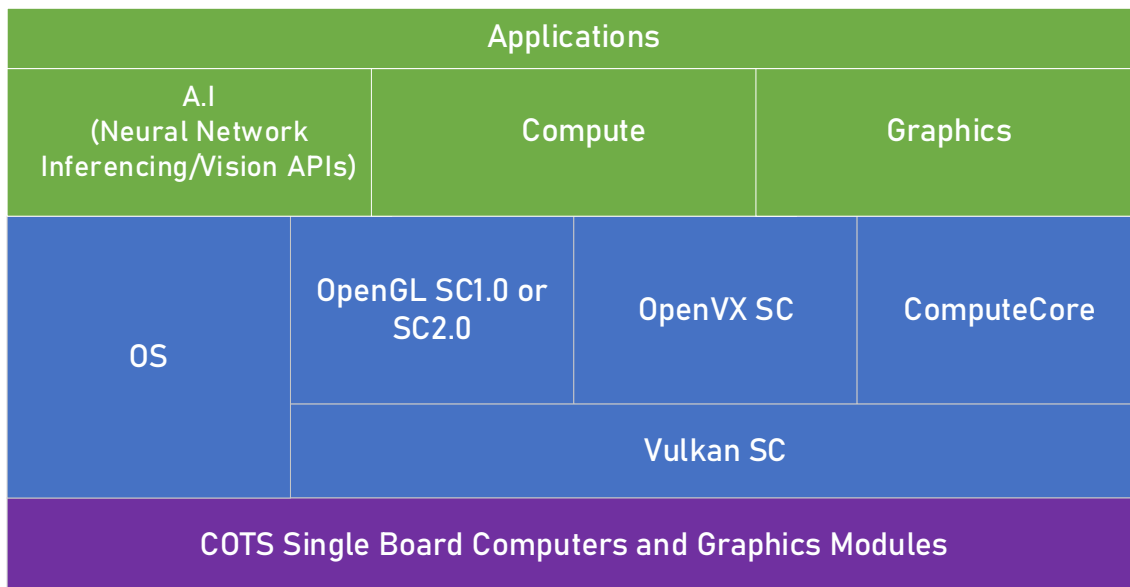 Applications
A.I
(Neural Network
Inferencing/Vision APIs)
Compute
Graphics
OS
OpenGL SC1.0 or
SC2.0
OpenVX SC
ComputeCore
Vulkan SC
COTS Single Board Computers and Graphics Modules